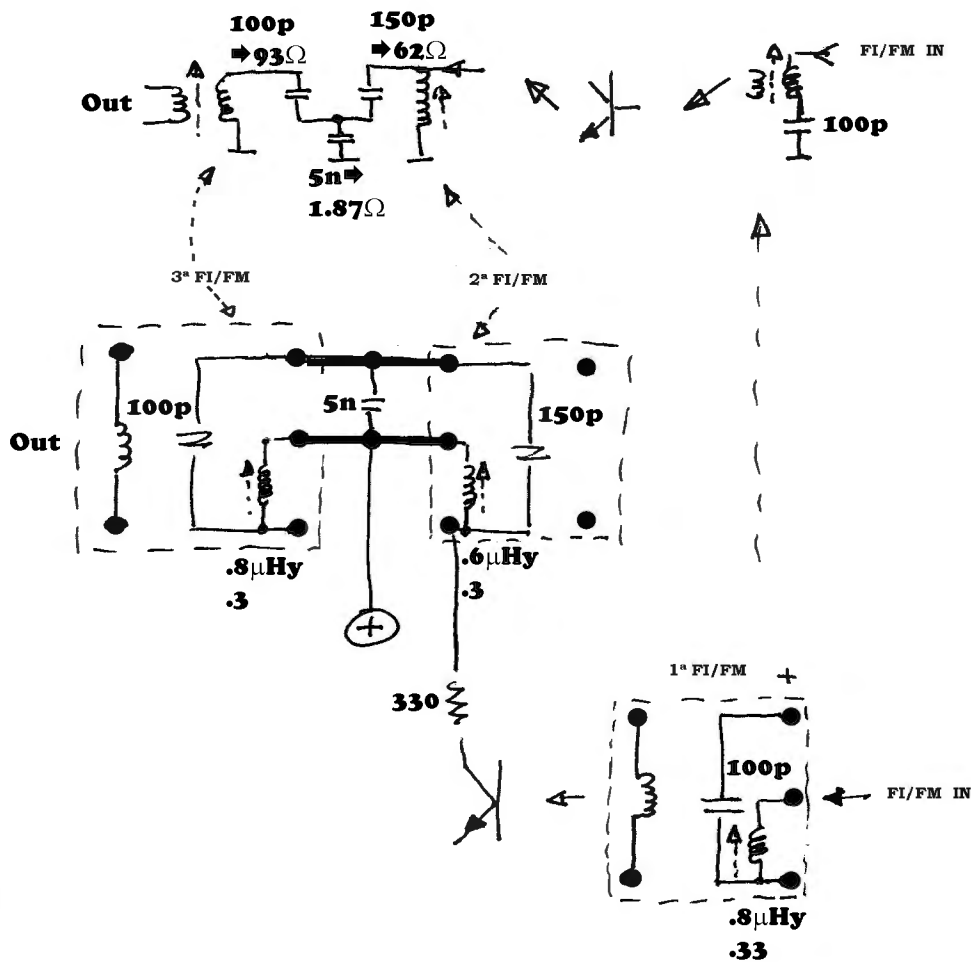 100p
➡93Ω
150p
➡62Ω
FI/FM IN
Out
100p
5n➡
1.87Ω
3ª FI/FM
2ª FI/FM
100p
5n
150p
Out
.8µHy
.3
.6µHy
.3
+
330
1ª FI/FM +
100p
FI/FM IN
.8µHy
.33